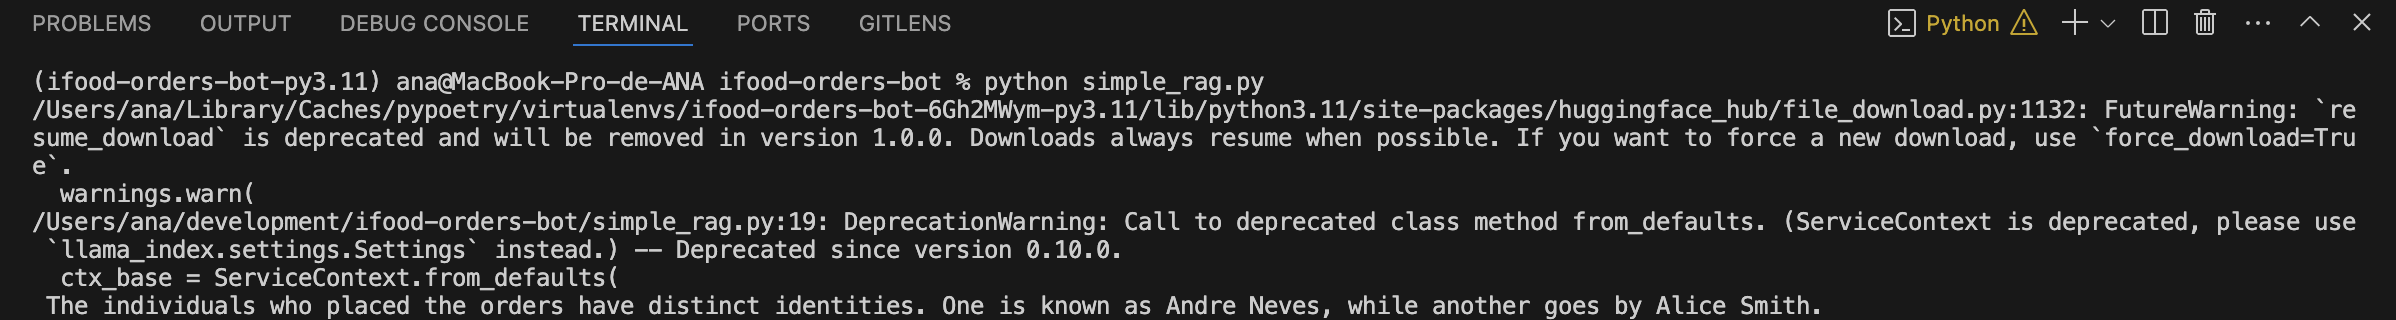 PROBLEMS OUTPUT DEBUG CONSOLE TERMINAL PORTS GITLENS Python
(ifood-orders-bot-py3.11) ana@MacBook-Pro-de-ANA ifood-orders-bot % python simple_rag.py
/Users/ana/Library/Caches/pypoetry/virtualenvs/ifood-orders-bot-6Gh2MWym-py3.11/lib/python3.11/site-packages/huggingface_hub/file_download.py:1132: FutureWarning: `re
sume_download` is deprecated and will be removed in version 1.0.0. Downloads always resume when possible. If you want to force a new download, use `force_download=Tru
e`.
  warnings.warn(
/Users/ana/development/ifood-orders-bot/simple_rag.py:19: DeprecationWarning: Call to deprecated class method from_defaults. (ServiceContext is deprecated, please use
 `llama_index.settings.Settings` instead.) -- Deprecated since version 0.10.0.
  ctx_base = ServiceContext.from_defaults(
 The individuals who placed the orders have distinct identities. One is known as Andre Neves, while another goes by Alice Smith.